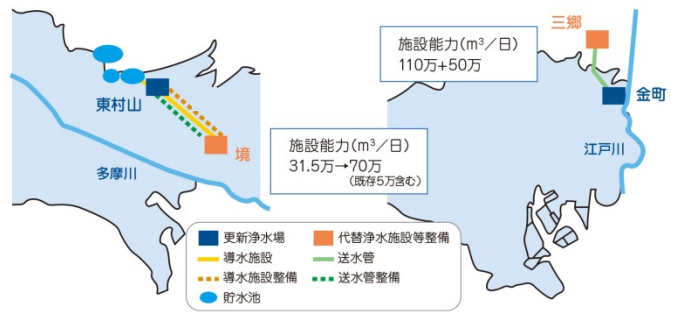 三郷
施設能力(m³/日)
110万+50万
金町
東村山
境
施設能力(m³/日)
31.5万→70万
(既存5万含む)
江戸川
多摩川
更新浄水場
代替浄水施設等整備
導水施設
送水管
導水施設整備
送水管整備
貯水池